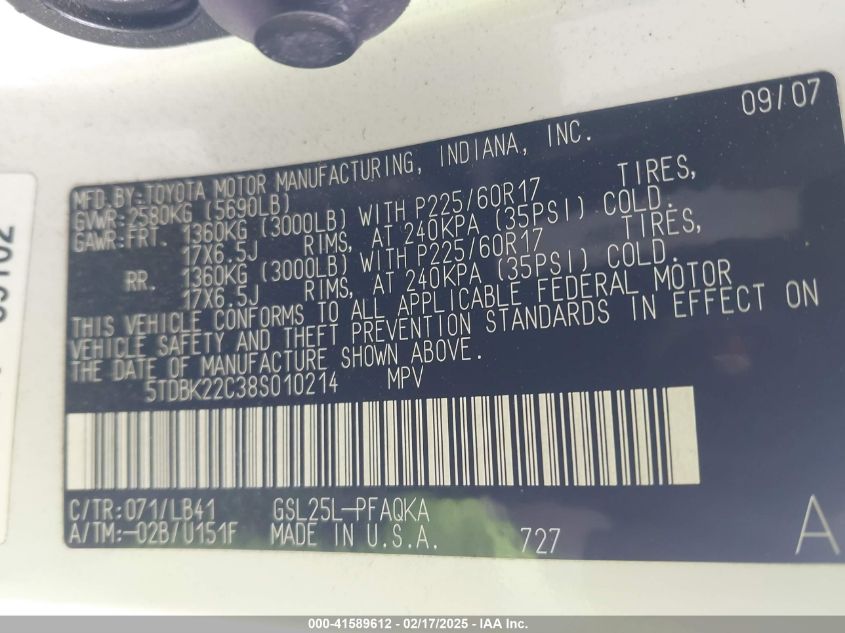 09/07
MFD.BY:TOYOTA MOTOR MANUFACTURING, INDIANA, INC.
GVWR:2580KG (5690LB)
GAWR:FRT. 1360KG (3000LB) WITH P225/60R17 TIRES,
17X6.5J RIMS, AT 240KPA (35PSI) COLD.
RR. 1360KG (3000LB) WITH P225/60R17 TIRES,
17X6.5J RIMS, AT 240KPA (35PSI) COLD.
THIS VEHICLE CONFORMS TO ALL APPLICABLE FEDERAL MOTOR
VEHICLE SAFETY AND THEFT PREVENTION STANDARDS IN EFFECT ON
THE DATE OF MANUFACTURE SHOWN ABOVE.
5TDBK22C38S010214 MPV
C/TR:071/LB41 GSL25L-PFAQKA
A/TM:-02B/U151F MADE IN U.S.A. 727 A
000-41589612 - 02/17/2025 - IAA Inc.